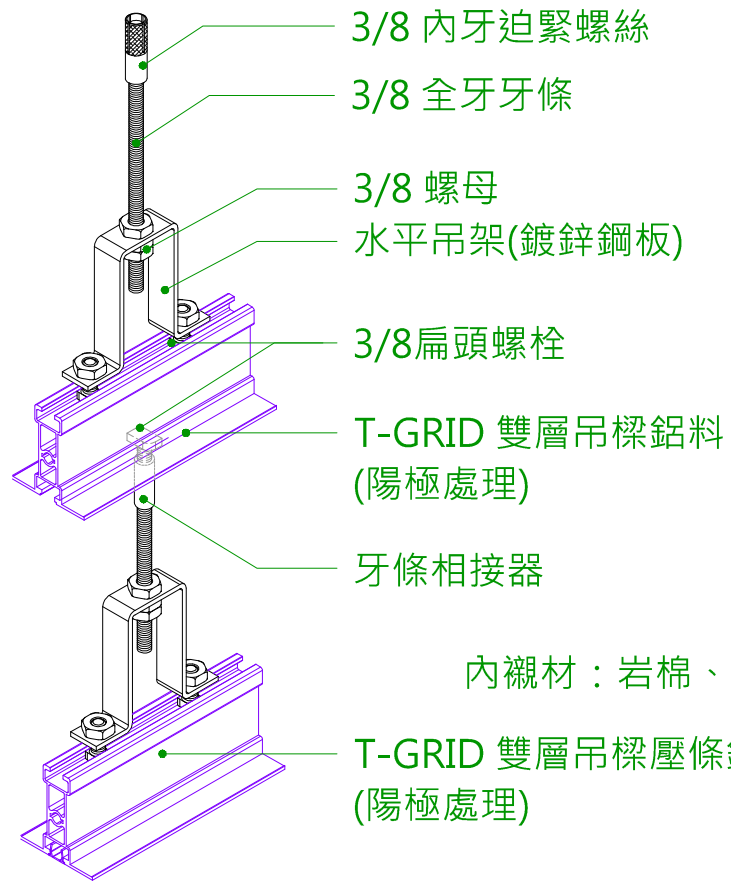 3/8 內牙迫緊螺絲
3/8 全牙牙條
3/8 螺母
水平吊架(鍍鋅鋼板)
3/8扁頭螺栓
T-GRID 雙層吊樑鋁料
(陽極處理)
牙條相接器
內襯材：岩棉、
T-GRID 雙層吊樑壓條
(陽極處理)